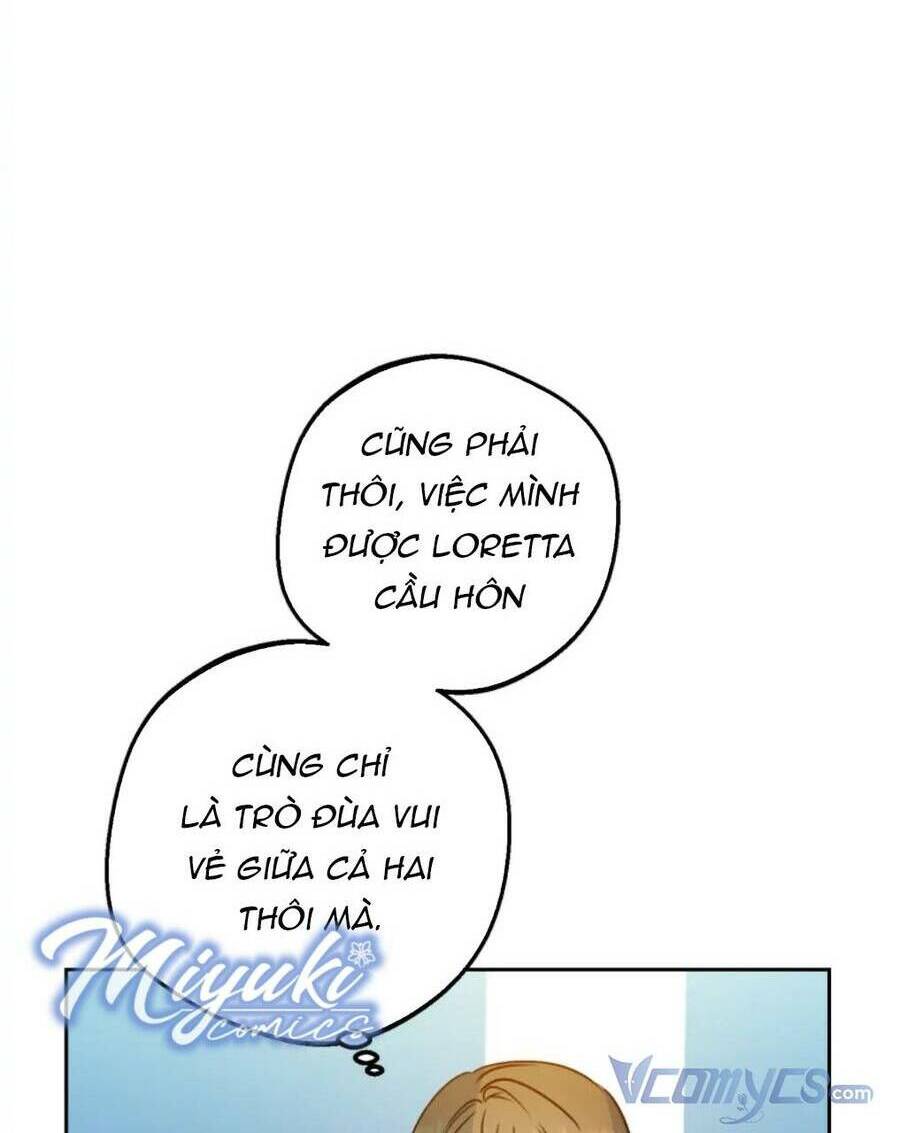 CŨNG PHẢI
THÔI, VIỆC MÌNH
ĐƯỢC LORETTA
CẦU HÔN
CÙNG CHỈ
LÀ TRÒ ĐÙA VUI
VẺ GIỮA CẢ HAI
THÔI MÀ.
Miyuki
comics
VCOMYCS.com